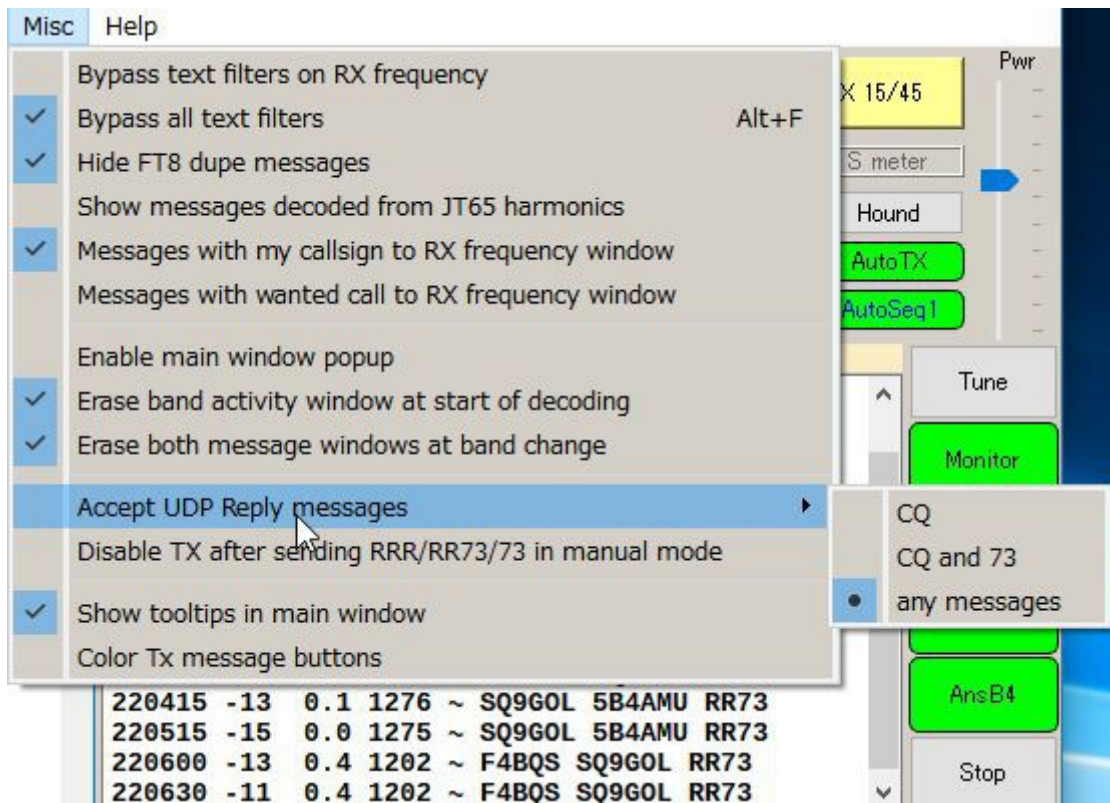 Misc Help
Bypass text filters on RX frequency
Bypass all text filters Alt+F
Hide FT8 dupe messages
Show messages decoded from JT65 harmonics
Messages with my callsign to RX frequency window
Messages with wanted call to RX frequency window
Enable main window popup
Erase band activity window at start of decoding
Erase both message windows at band change
Accept UDP Reply messages
Disable TX after sending RRR/RR73/73 in manual mode
Show tooltips in main window
Color Tx message buttons
CQ
CQ and 73
any messages
Pwr
X 15/45
S meter
Hound
AutoTX
AutoSeq1
Tune
Monitor
AnsB4
Stop
220415 -13 0.1 1276 ~ SQ9GOL 5B4AMU RR73
220515 -15 0.0 1275 ~ SQ9GOL 5B4AMU RR73
220600 -13 0.4 1202 ~ F4BQS SQ9GOL RR73
220630 -11 0.4 1202 ~ F4BQS SQ9GOL RR73